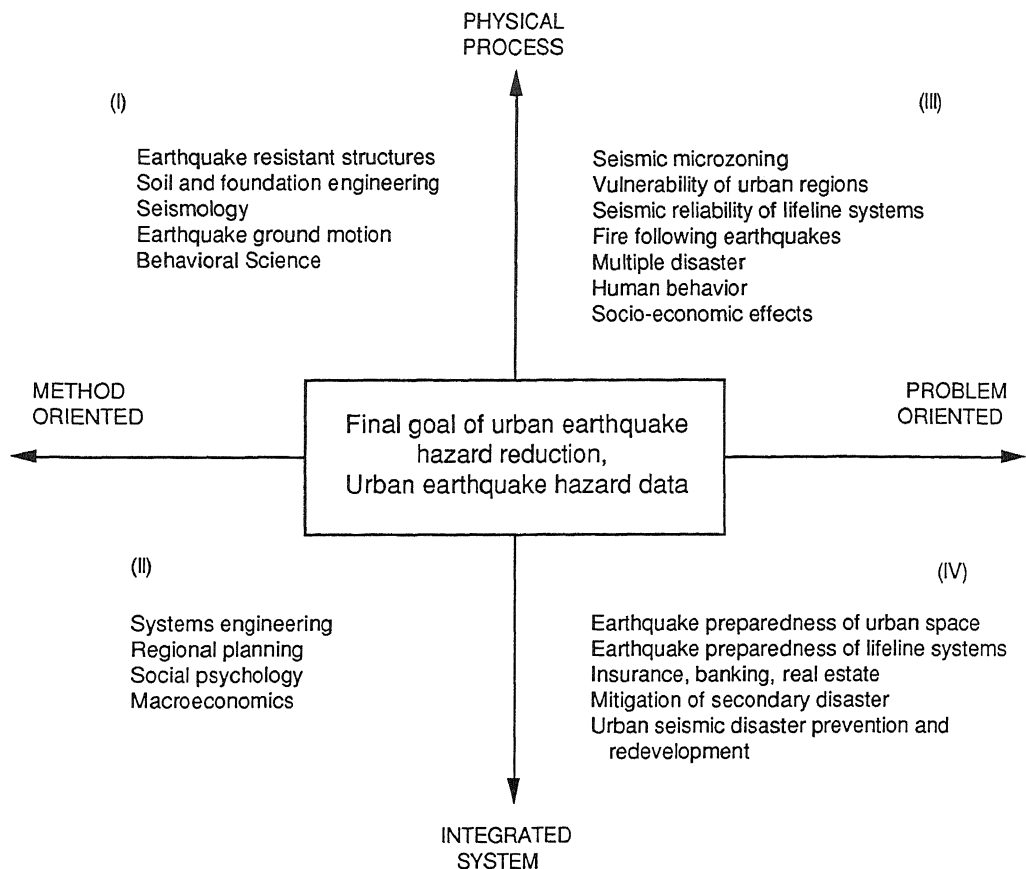 PHYSICAL
PROCESS
(I)
Earthquake resistant structures
Soil and foundation engineering
Seismology
Earthquake ground motion
Behavioral Science
(III)
Seismic microzoning
Vulnerability of urban regions
Seismic reliability of lifeline systems
Fire following earthquakes
Multiple disaster
Human behavior
Socio-economic effects
METHOD
ORIENTED
Final goal of urban earthquake
hazard reduction,
Urban earthquake hazard data
PROBLEM
ORIENTED
(II)
Systems engineering
Regional planning
Social psychology
Macroeconomics
(IV)
Earthquake preparedness of urban space
Earthquake preparedness of lifeline systems
Insurance, banking, real estate
Mitigation of secondary disaster
Urban seismic disaster prevention and
redevelopment
INTEGRATED
SYSTEM